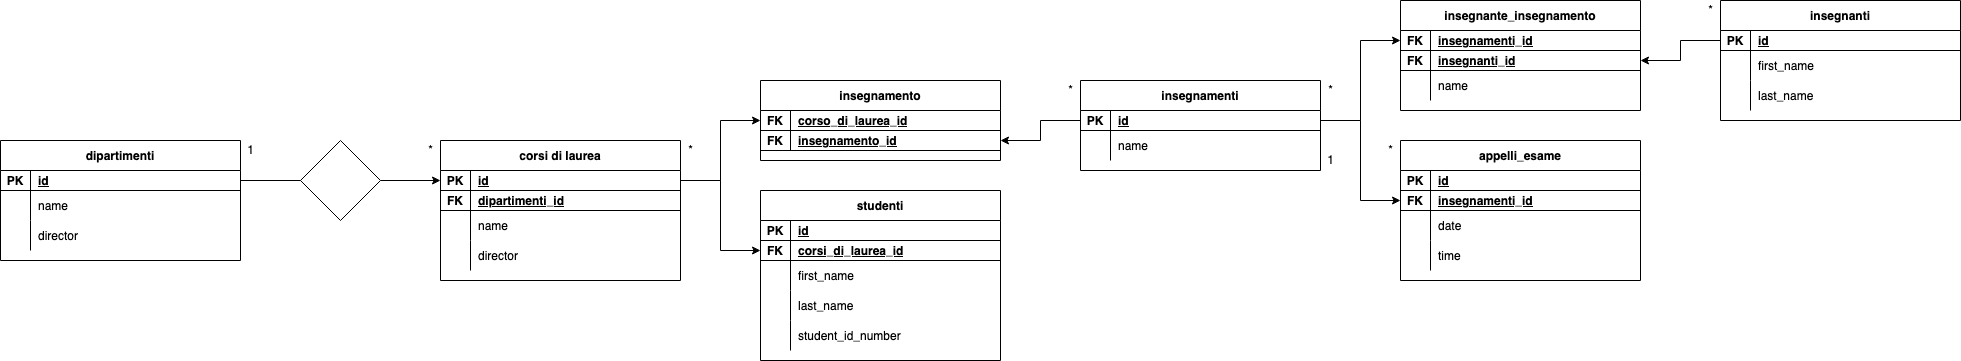 dipartimenti
PK id
name
director
1
*
corsi di laurea
PK id
FK dipartimenti_id
name
director
*
insegnamento
FK corso_di_laurea_id
FK insegnamento_id
studenti
PK id
FK corsi_di_laurea_id
first_name
last_name
student_id_number
*
insegnamenti
PK id
name
*
1
insegnante_insegnamento
FK insegnamenti_id
FK insegnanti_id
name
*
appelli_esame
PK id
FK insegnamenti_id
date
time
*
insegnanti
PK id
first_name
last_name